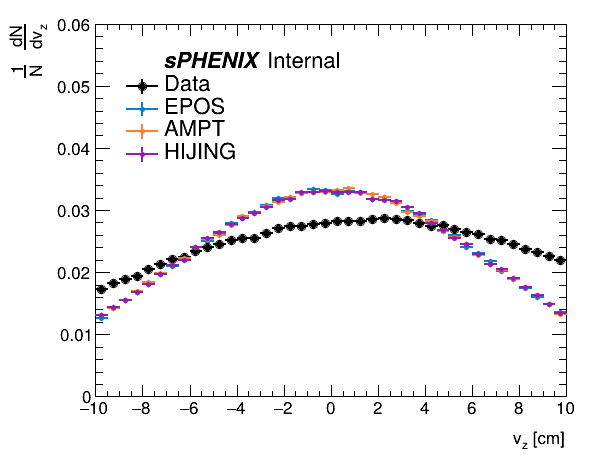 1/N dN/dv_z
0.06
sPHENIX Internal
Data
0.05
EPOS
AMPT
0.04
HIJING
0.03
0.02
0.01
0
−10 −8 −6 −4 −2 0 2 4 6 8 10
v_z [cm]